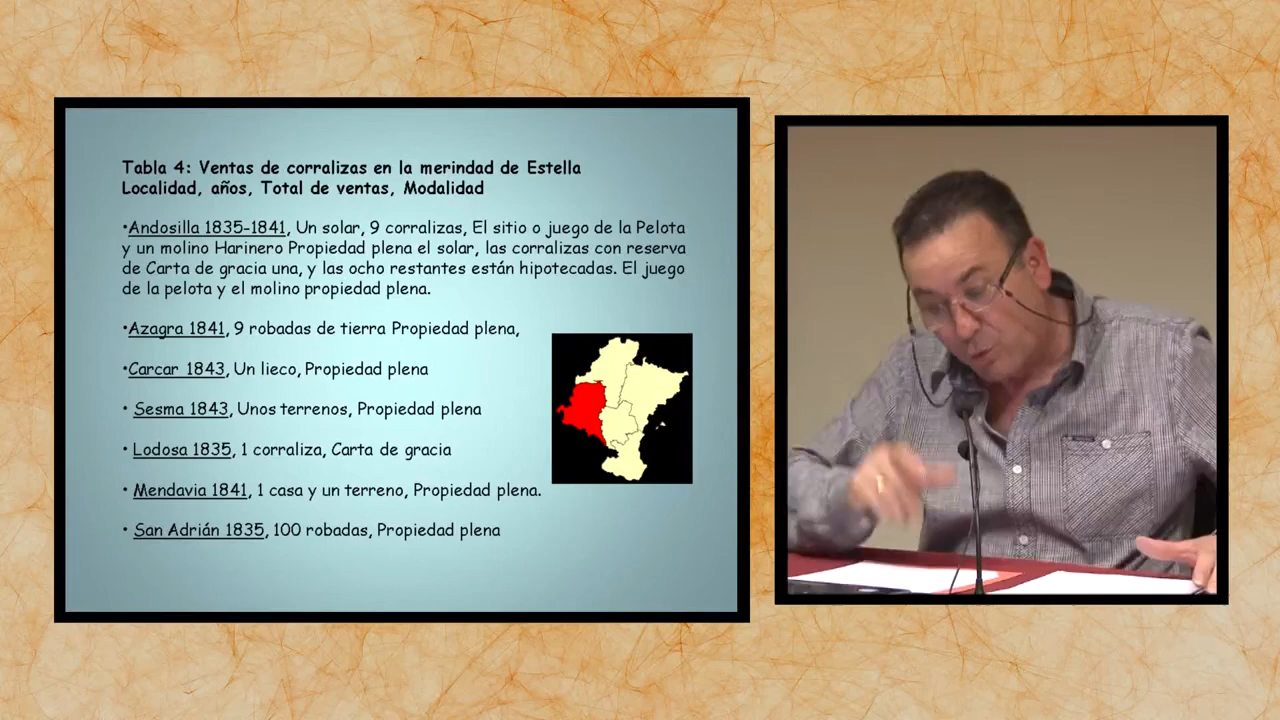 Tabla 4: Ventas de corralizas en la merindad de Estella
Localidad, años, Total de ventas, Modalidad
•Andosilla 1835-1841, Un solar, 9 corralizas, El sitio o juego de la Pelota
y un molino Harinero Propiedad plena el solar, las corralizas con reserva
de Carta de gracia una, y las ocho restantes están hipotecadas. El juego
de la pelota y el molino propiedad plena.
•Azagra 1841, 9 robadas de tierra Propiedad plena,
•Carcar 1843, Un lieco, Propiedad plena
• Sesma 1843, Unos terrenos, Propiedad plena
• Lodosa 1835, 1 corraliza, Carta de gracia
• Mendavia 1841, 1 casa y un terreno, Propiedad plena.
• San Adrián 1835, 100 robadas, Propiedad plena